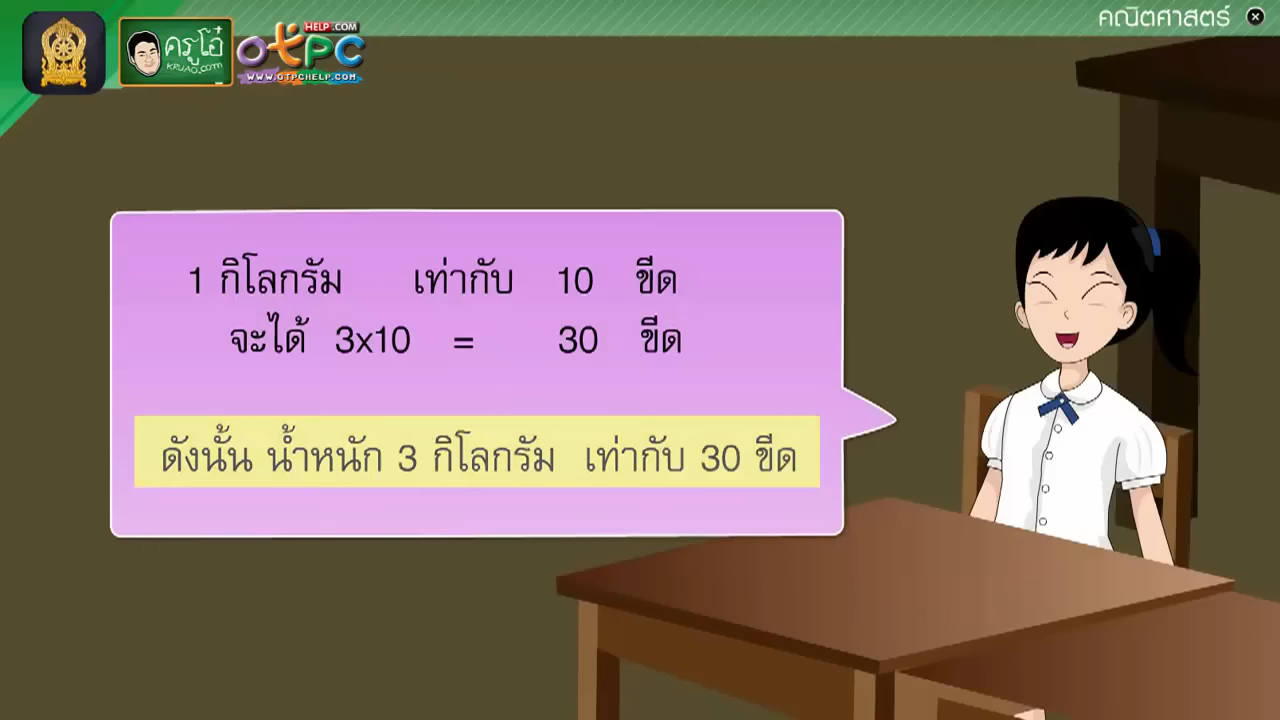 คณิตศาสตร์
ครูโอ๋
KRUAO.COM
HELP.COM
OTPC
WWW.OTPCHELP.COM
1 กิโลกรัม เท่ากับ 10 ขีด
จะได้ 3x10 = 30 ขีด
ดังนั้น น้ำหนัก 3 กิโลกรัม เท่ากับ 30 ขีด